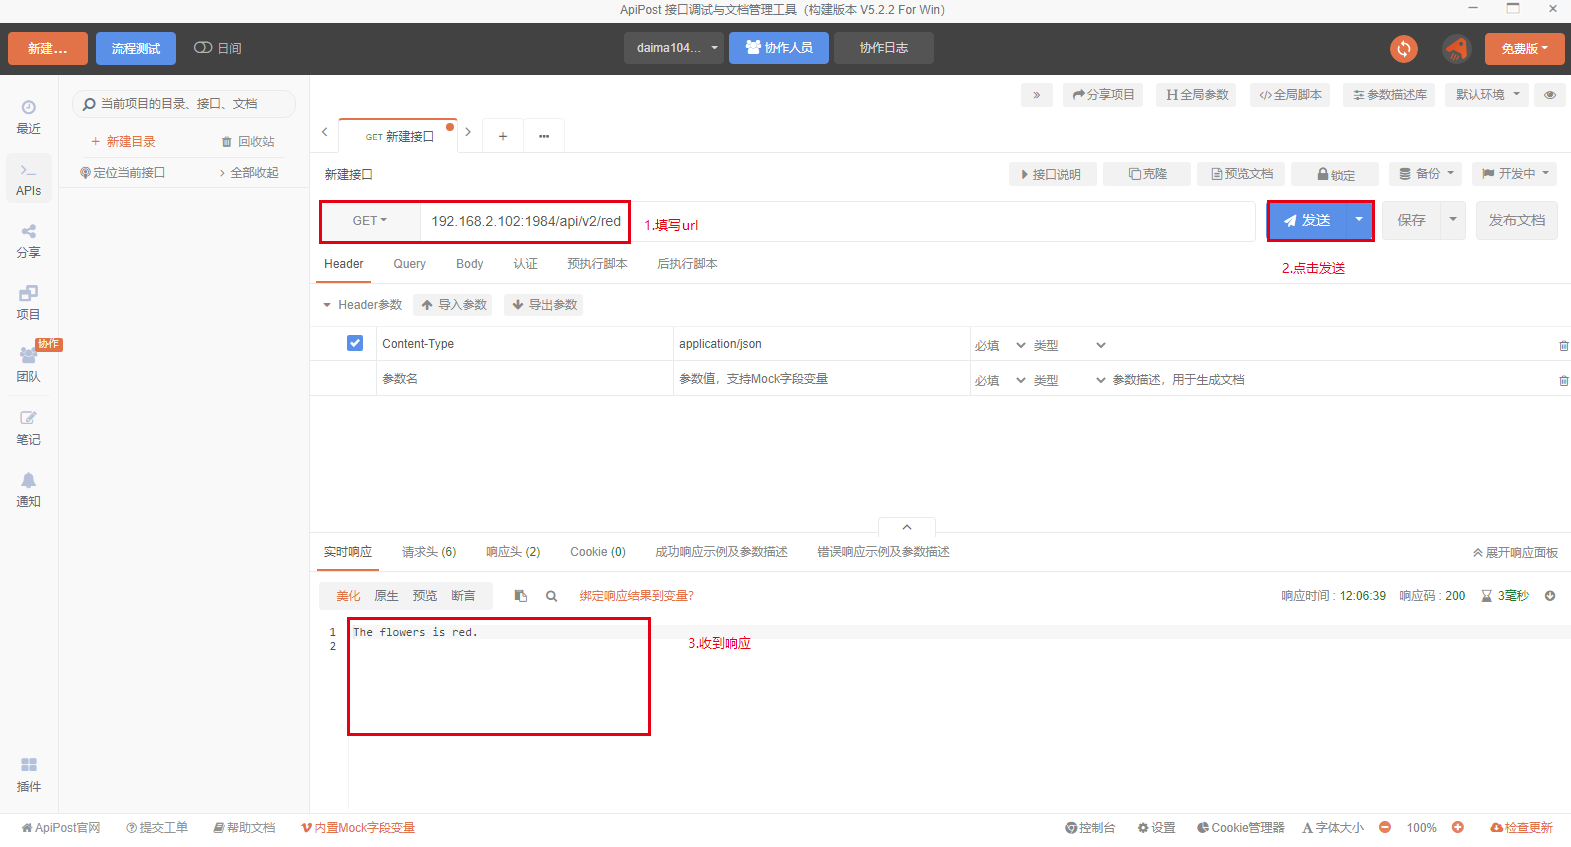 ApiPost 接口调试与文档管理工具（构建版本 V5.2.2 For Win）
新建...
流程测试
日间
daima104...
协作人员
协作日志
免费版
最近
APIs
分享
项目
协作
团队
笔记
通知
插件
当前项目的目录、接口、文档
+ 新建目录
回收站
定位当前接口
> 全部收起
»
分享项目
H全局参数
</>全局脚本
参数描述库
默认环境
GET 新建接口
+
•••
新建接口
接口说明
克隆
预览文档
锁定
备份
开发中
GET
192.168.2.102:1984/api/v2/red
1.填写url
发送
保存
发布文档
2.点击发送
Header
Query
Body
认证
预执行脚本
后执行脚本
Header参数
导入参数
导出参数
Content-Type
application/json
必填
类型
参数名
参数值，支持Mock字段变量
必填
类型
参数描述，用于生成文档
实时响应
请求头 (6)
响应头 (2)
Cookie (0)
成功响应示例及参数描述
错误响应示例及参数描述
展开响应面板
美化
原生
预览
断言
绑定响应结果到变量?
响应时间 : 12:06:39
响应码 : 200
3毫秒
1
The flowers is red.
2
3.收到响应
ApiPost官网
提交工单
帮助文档
内置Mock字段变量
控制台
设置
Cookie管理器
A 字体大小
100%
检查更新